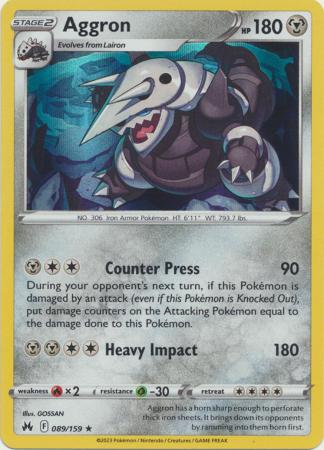 STAGE2
Aggron
HP 180
Evolves from Lairon
NO. 306 Iron Armor Pokémon HT: 6'11" WT: 793.7 lbs.
Counter Press 90
During your opponent's next turn, if this Pokémon is
damaged by an attack (even if this Pokémon is Knocked Out),
put damage counters on the Attacking Pokémon equal to
the damage done to this Pokémon.
Heavy Impact 180
weakness ×2 resistance -30 retreat
Illus. GOSSAN
F 089/159 ★
Aggron has a horn sharp enough to perforate
thick iron sheets. It brings down its opponents
by ramming into them horn first.
©2023 Pokémon / Nintendo / Creatures / GAME FREAK